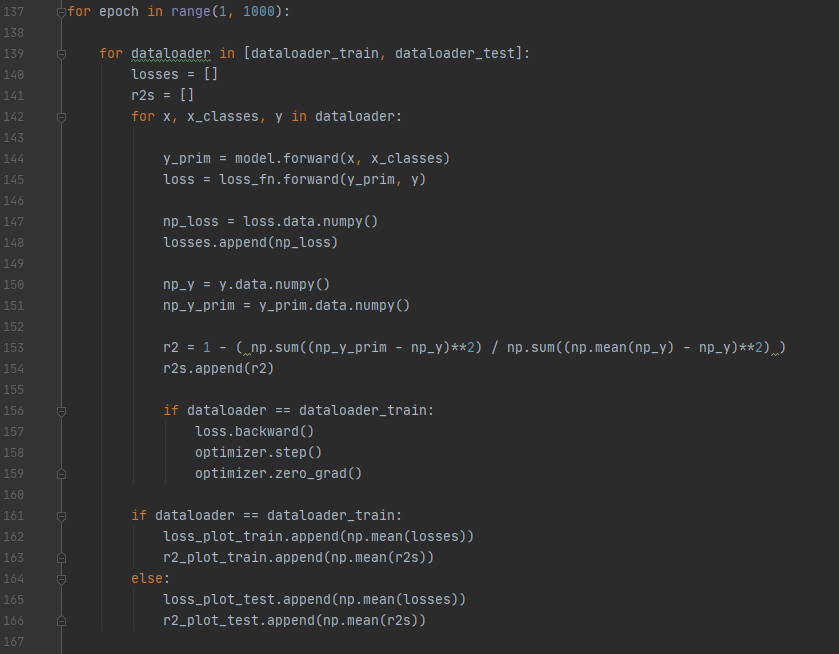 137 for epoch in range(1, 1000):
138
139     for dataloader in [dataloader_train, dataloader_test]:
140         losses = []
141         r2s = []
142         for x, x_classes, y in dataloader:
143
144             y_prim = model.forward(x, x_classes)
145             loss = loss_fn.forward(y_prim, y)
146
147             np_loss = loss.data.numpy()
148             losses.append(np_loss)
149
150             np_y = y.data.numpy()
151             np_y_prim = y_prim.data.numpy()
152
153             r2 = 1 - ( np.sum((np_y_prim - np_y)**2) / np.sum((np.mean(np_y) - np_y)**2) )
154             r2s.append(r2)
155
156             if dataloader == dataloader_train:
157                 loss.backward()
158                 optimizer.step()
159                 optimizer.zero_grad()
160
161         if dataloader == dataloader_train:
162             loss_plot_train.append(np.mean(losses))
163             r2_plot_train.append(np.mean(r2s))
164         else:
165             loss_plot_test.append(np.mean(losses))
166             r2_plot_test.append(np.mean(r2s))
167